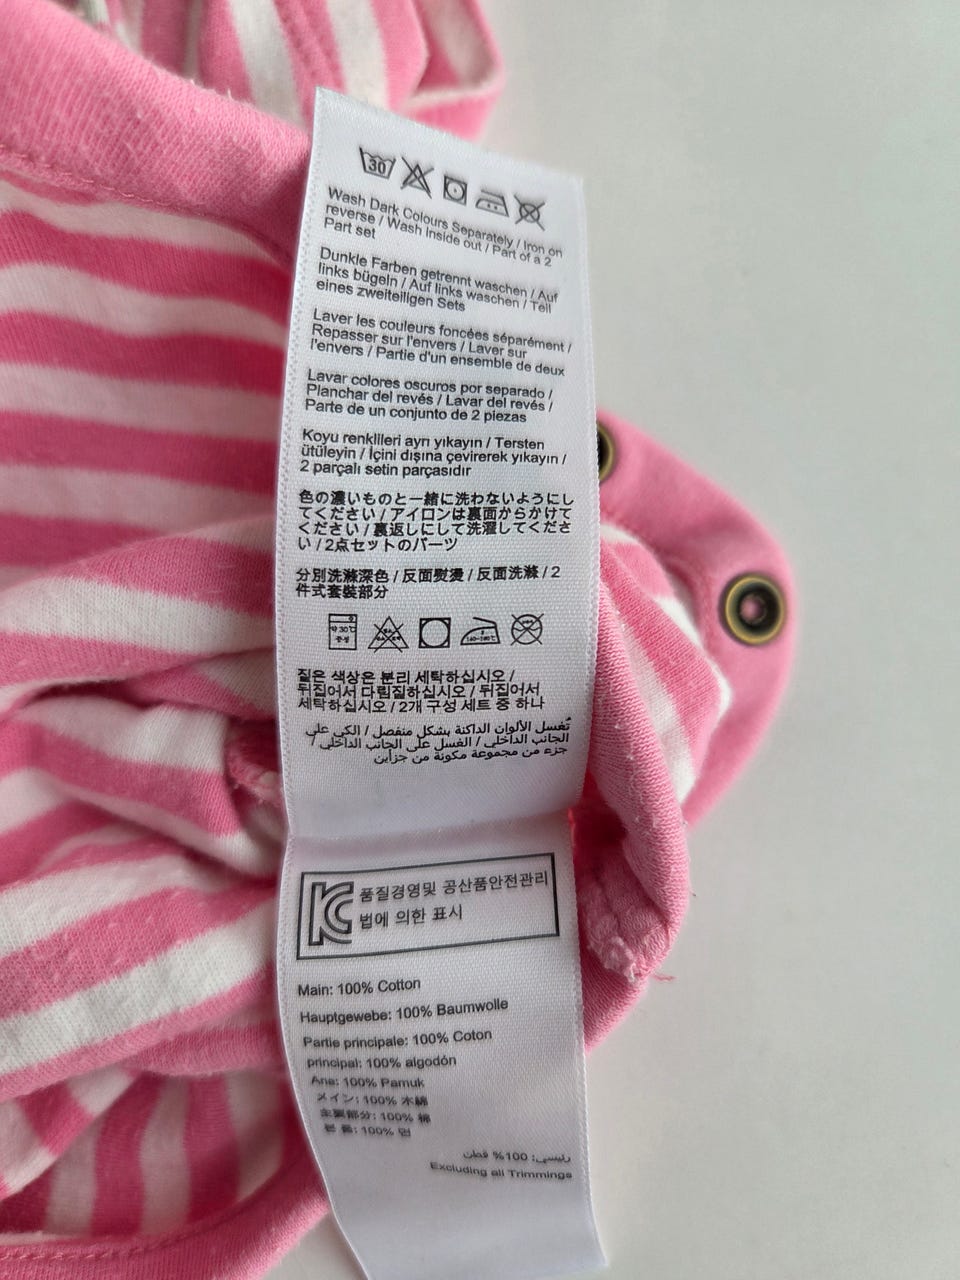 30
Wash Dark Colours Separately / Iron on
reverse / Wash inside out / Part of a 2
Part set
Dunkle Farben getrennt waschen / Auf
links bügeln / Auf links waschen / Teil
eines zweiteiligen Sets
Laver les couleurs foncées séparément /
Repasser sur l'envers / Laver sur
l'envers / Partie d'un ensemble de deux
Lavar colores oscuros por separado /
Planchar del revés / Lavar del revés /
Parte de un conjunto de 2 piezas
Koyu renklileri ayrı yıkayın / Tersten
ütüleyin / İçini dışına çevirerek yıkayın /
2 parçalı setin parçasıdır
色の濃いものと一緒に洗わないようにし
てください / アイロンは裏面からかけて
ください / 裏返しにして洗濯してくださ
い / 2点セットのパーツ
分別洗滌深色 / 反面熨燙 / 反面洗滌 / 2
件式套裝部分
약 30℃
중성
짙은 색상은 분리 세탁하십시오 /
뒤집어서 다림질하십시오 / 뒤집어서
세탁하십시오 / 2개 구성 세트 중 하나
تُغسل الألوان الداكنة بشكل منفصل / الكي على
الجانب الداخلي / الغسل على الجانب الداخلي /
جزء من مجموعة مكونة من جزأين
품질경영및 공산품안전관리
법에 의한 표시
Main: 100% Cotton
Hauptgewebe: 100% Baumwolle
Partie principale: 100% Coton
principal: 100% algodón
Ana: 100% Pamuk
メイン: 100% 木綿
主要部分: 100% 棉
본 품: 100% 면
رئيسي: 100% قطن
Excluding all Trimmings